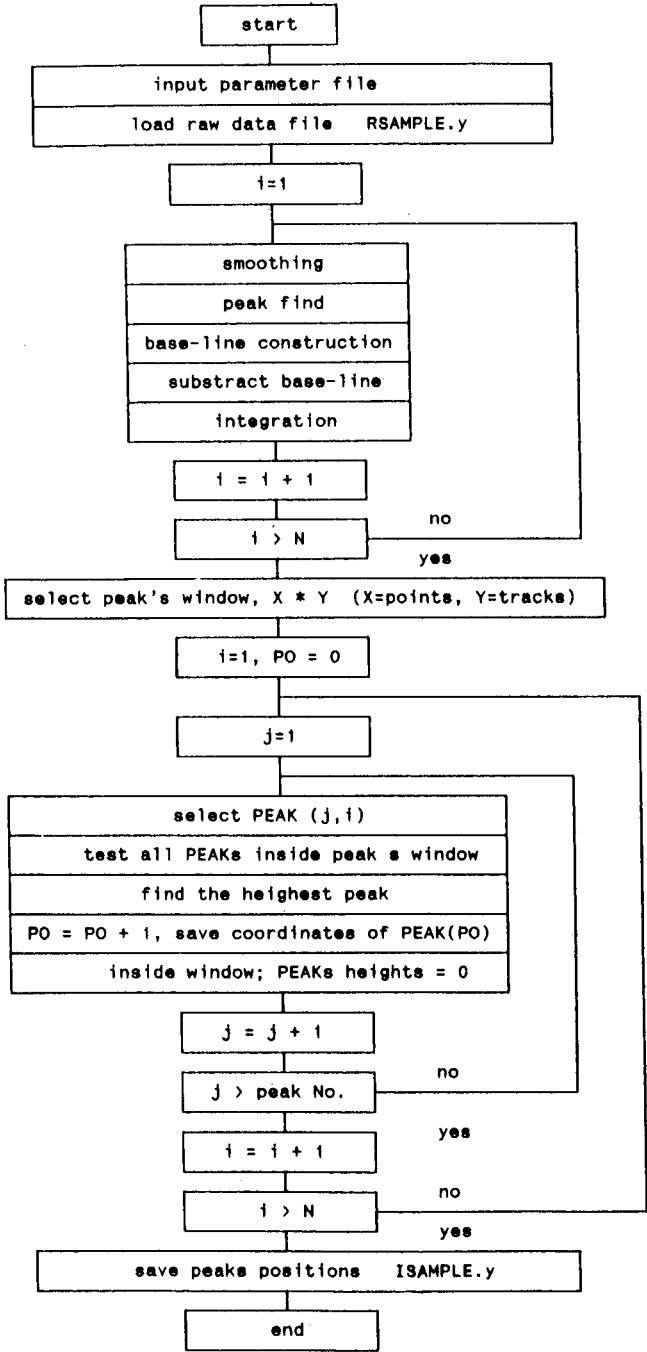 start
input parameter file
load raw data file RSAMPLE.y
i=1
smoothing
peak find
base-line construction
substract base-line
integration
i = i + 1
i > N
no
yes
select peak's window, X * Y (X=points, Y=tracks)
i=1, PO = 0
j=1
select PEAK (j,i)
test all PEAKs inside peak s window
find the heighest peak
PO = PO + 1, save coordinates of PEAK(PO)
inside window; PEAKs heights = 0
j = j + 1
no
j > peak No.
yes
i = i + 1
no
i > N
yes
save peaks positions ISAMPLE.y
end